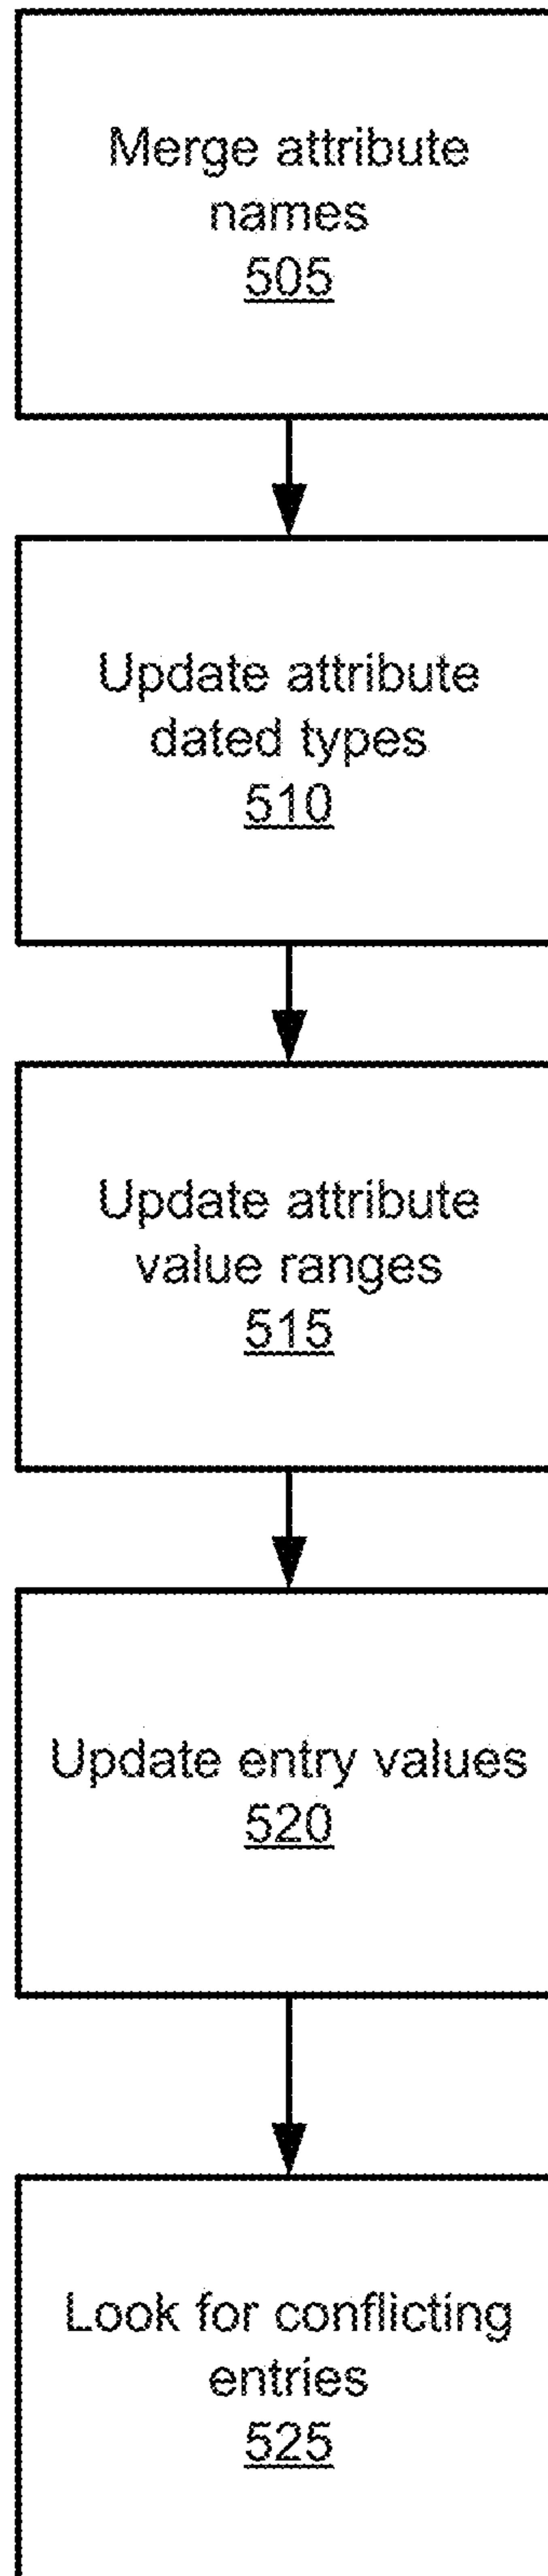 Merge attribute
names
505
Update attribute
dated types
510
Update attribute
value ranges
515
Update entry values
520
Look for conflicting
entries
525